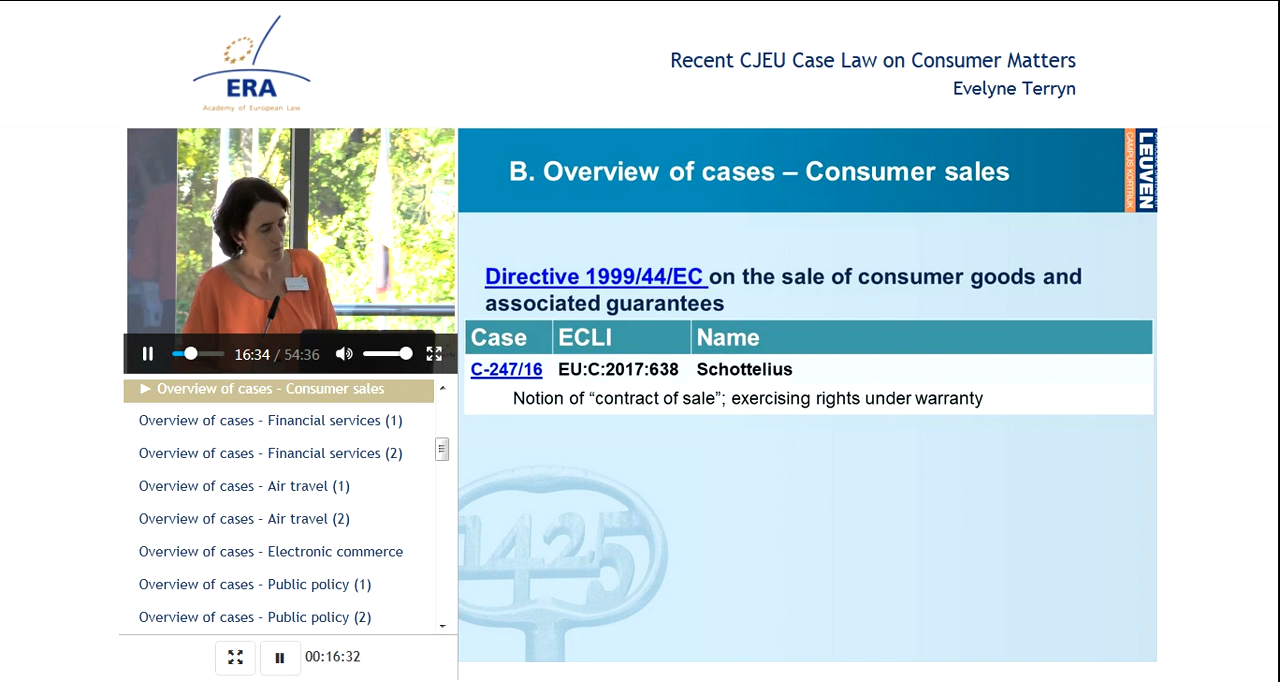 ERA
Academy of European Law
Recent CJEU Case Law on Consumer Matters
Evelyne Terryn
B. Overview of cases – Consumer sales
LEUVEN
CAMPUS KORTRIJK
Directive 1999/44/EC on the sale of consumer goods and
associated guarantees
Case ECLI Name
C-247/16 EU:C:2017:638 Schottelius
Notion of “contract of sale”; exercising rights under warranty
1425
16:34 / 54:36
► Overview of cases - Consumer sales
Overview of cases - Financial services (1)
Overview of cases - Financial services (2)
Overview of cases - Air travel (1)
Overview of cases - Air travel (2)
Overview of cases - Electronic commerce
Overview of cases - Public policy (1)
Overview of cases - Public policy (2)
00:16:32